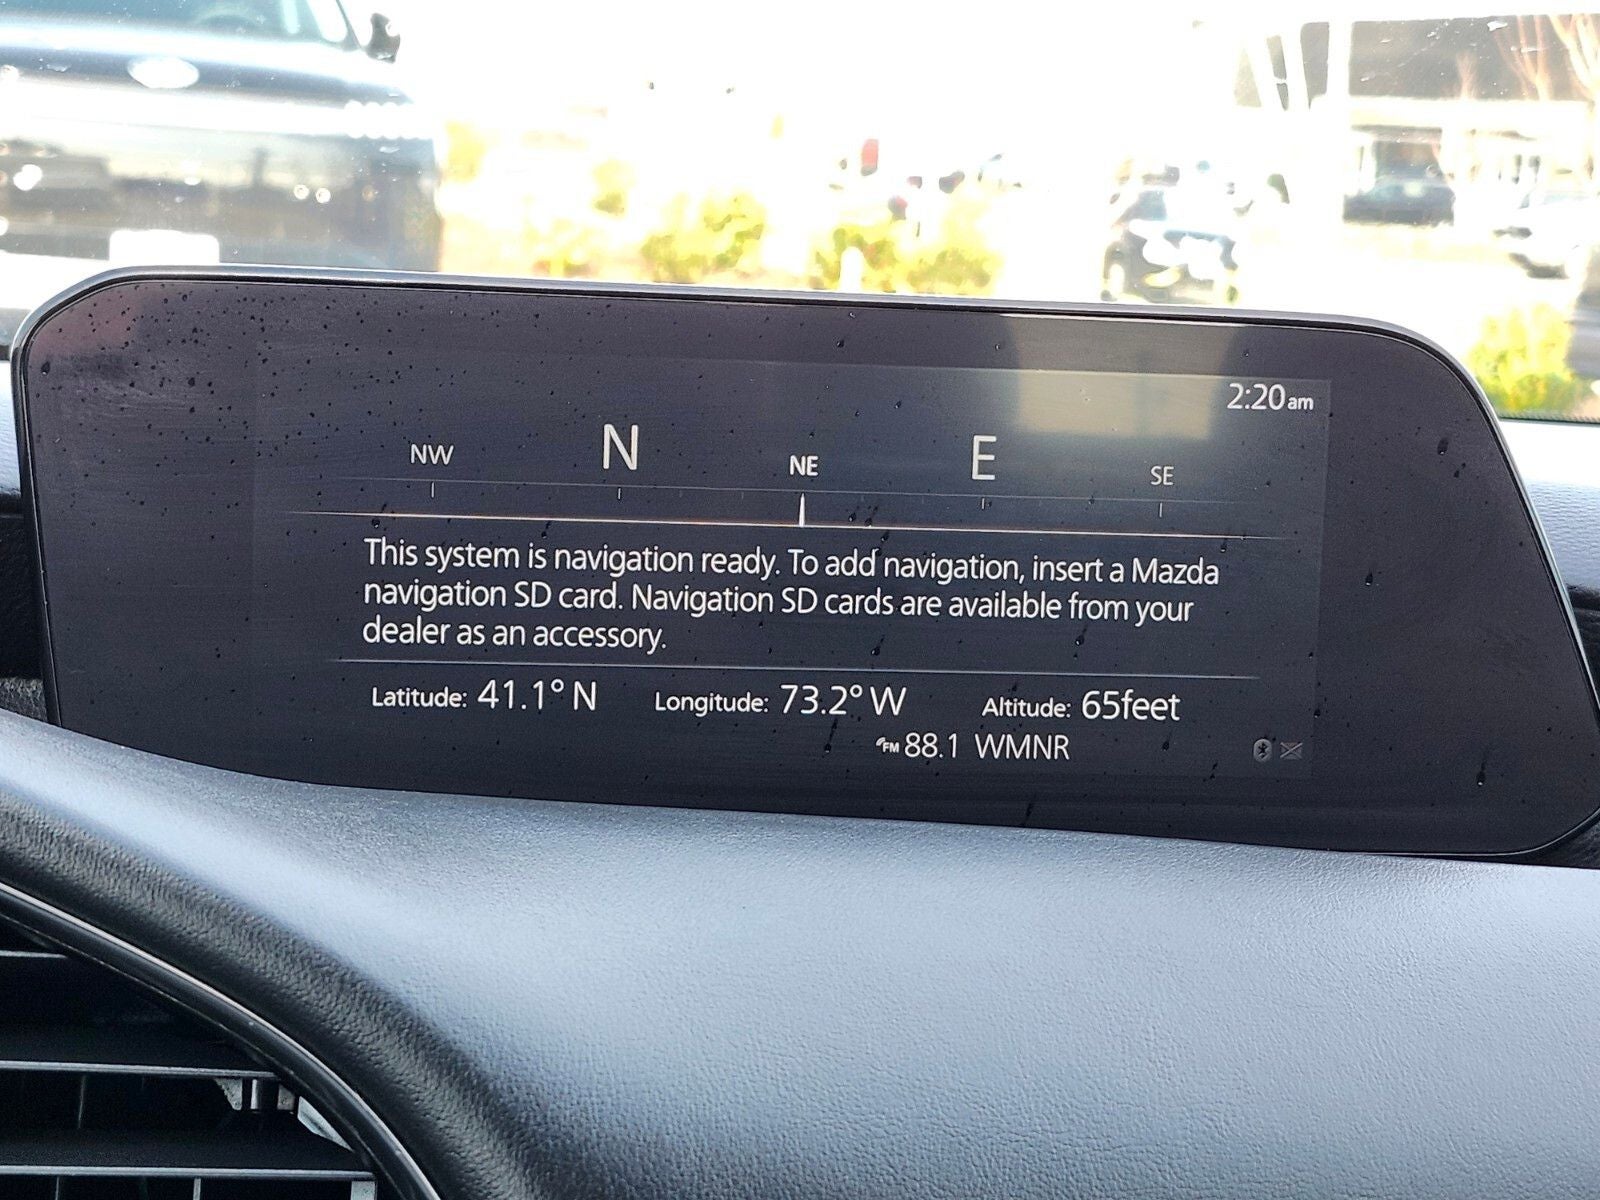 2:20am
NW N NE E SE
This system is navigation ready. To add navigation, insert a Mazda
navigation SD card. Navigation SD cards are available from your
dealer as an accessory.
Latitude: 41.1° N Longitude: 73.2° W Altitude: 65feet
FM 88.1 WMNR